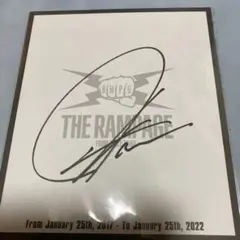 THE RAMPAGE
From January 25th, 2017 - To January 25th, 2022